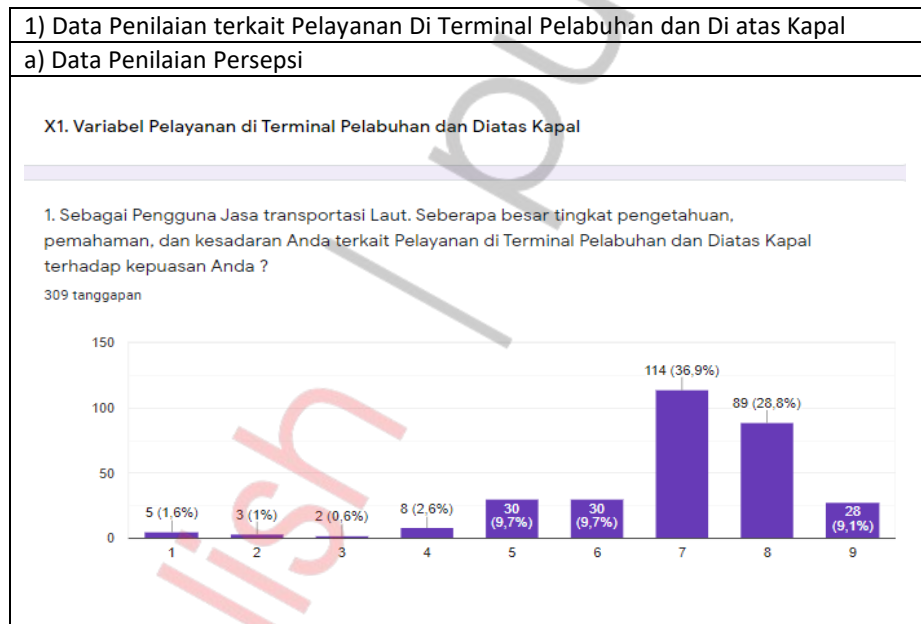 1) Data Penilaian terkait Pelayanan Di Terminal Pelabuhan dan Di atas Kapal
a) Data Penilaian Persepsi
X1. Variabel Pelayanan di Terminal Pelabuhan dan Diatas Kapal
1. Sebagai Pengguna Jasa transportasi Laut. Seberapa besar tingkat pengetahuan,
pemahaman, dan kesadaran Anda terkait Pelayanan di Terminal Pelabuhan dan Diatas Kapal
terhadap kepuasan Anda ?
309 tanggapan
150
100
50
0
5 (1,6%)
3 (1%)
2 (0,6%)
8 (2,6%)
30
(9,7%)
30
(9,7%)
114 (36,9%)
89 (28,8%)
28
(9,1%)
1 2 3 4 5 6 7 8 9
lish | pu